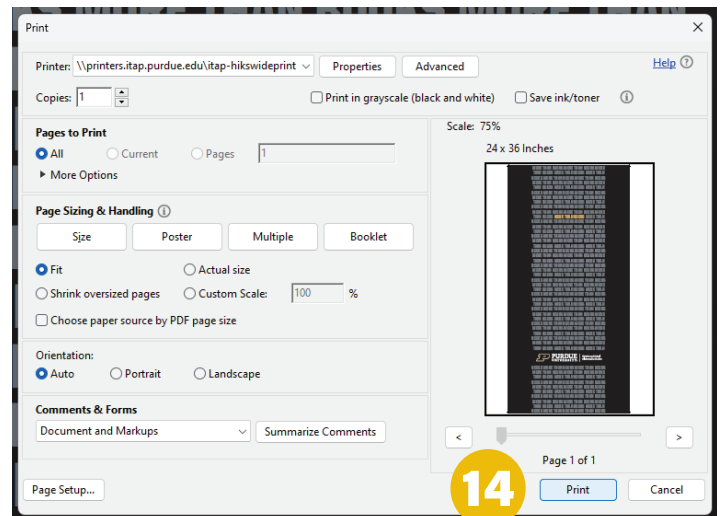 Print
Printer: \\printers.itap.purdue.edu\itap-hikswideprint Properties Advanced Help
Copies: 1 Print in grayscale (black and white) Save ink/toner
Pages to Print
All Current Pages 1
More Options
Page Sizing & Handling
Size Poster Multiple Booklet
Fit Actual size
Shrink oversized pages Custom Scale: 100 %
Choose paper source by PDF page size
Orientation:
Auto Portrait Landscape
Comments & Forms
Document and Markups Summarize Comments
Scale: 75%
24 x 36 Inches
PURDUE
UNIVERSITY
< >
Page 1 of 1
14
Page Setup... Print Cancel